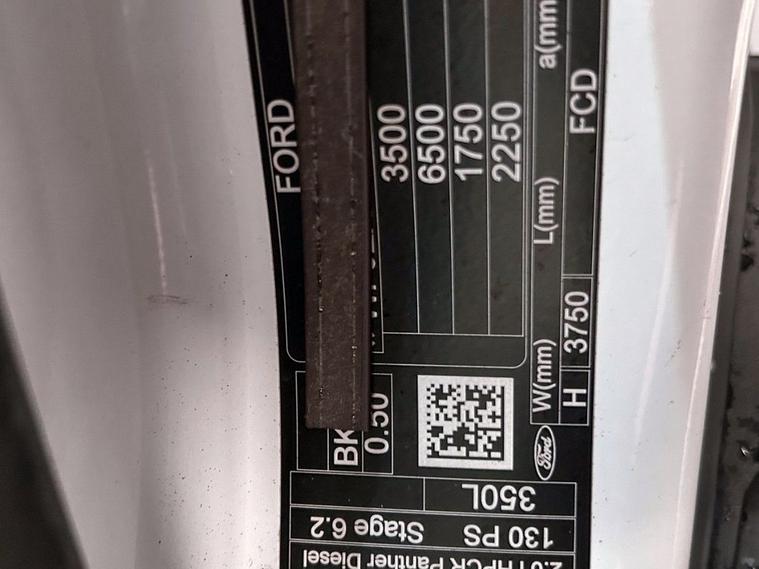 FORD
3500
6500
1750
2250
W(mm) L(mm) a(mm
H 3750 FCD
BK
0.50
Ford
350L
130 PS Stage 6.2
Panther Diesel